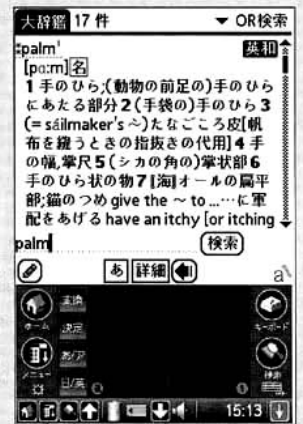 大辞鑑 17 件 ▼ OR検索
:palm' 英和
[pɑːm]名
1 手のひら;(動物の前足の)手のひら
にあたる部分2(手袋の)手のひら3
(=sáilmaker's～)たなごころ皮[帆
布を縫うときの指抜きの代用]4 手
の幅,掌尺5(シカの角の)掌状部6
手のひら状の物7〖海〗オールの扁平
部;錨のつめ give the ～ to ...…に軍
配をあげる have an itchy [or itching
palm 検索
あ 詳細
変換
ホーム 決定 キーボード
あ/ア
メニュー 検索
日/英
15:13